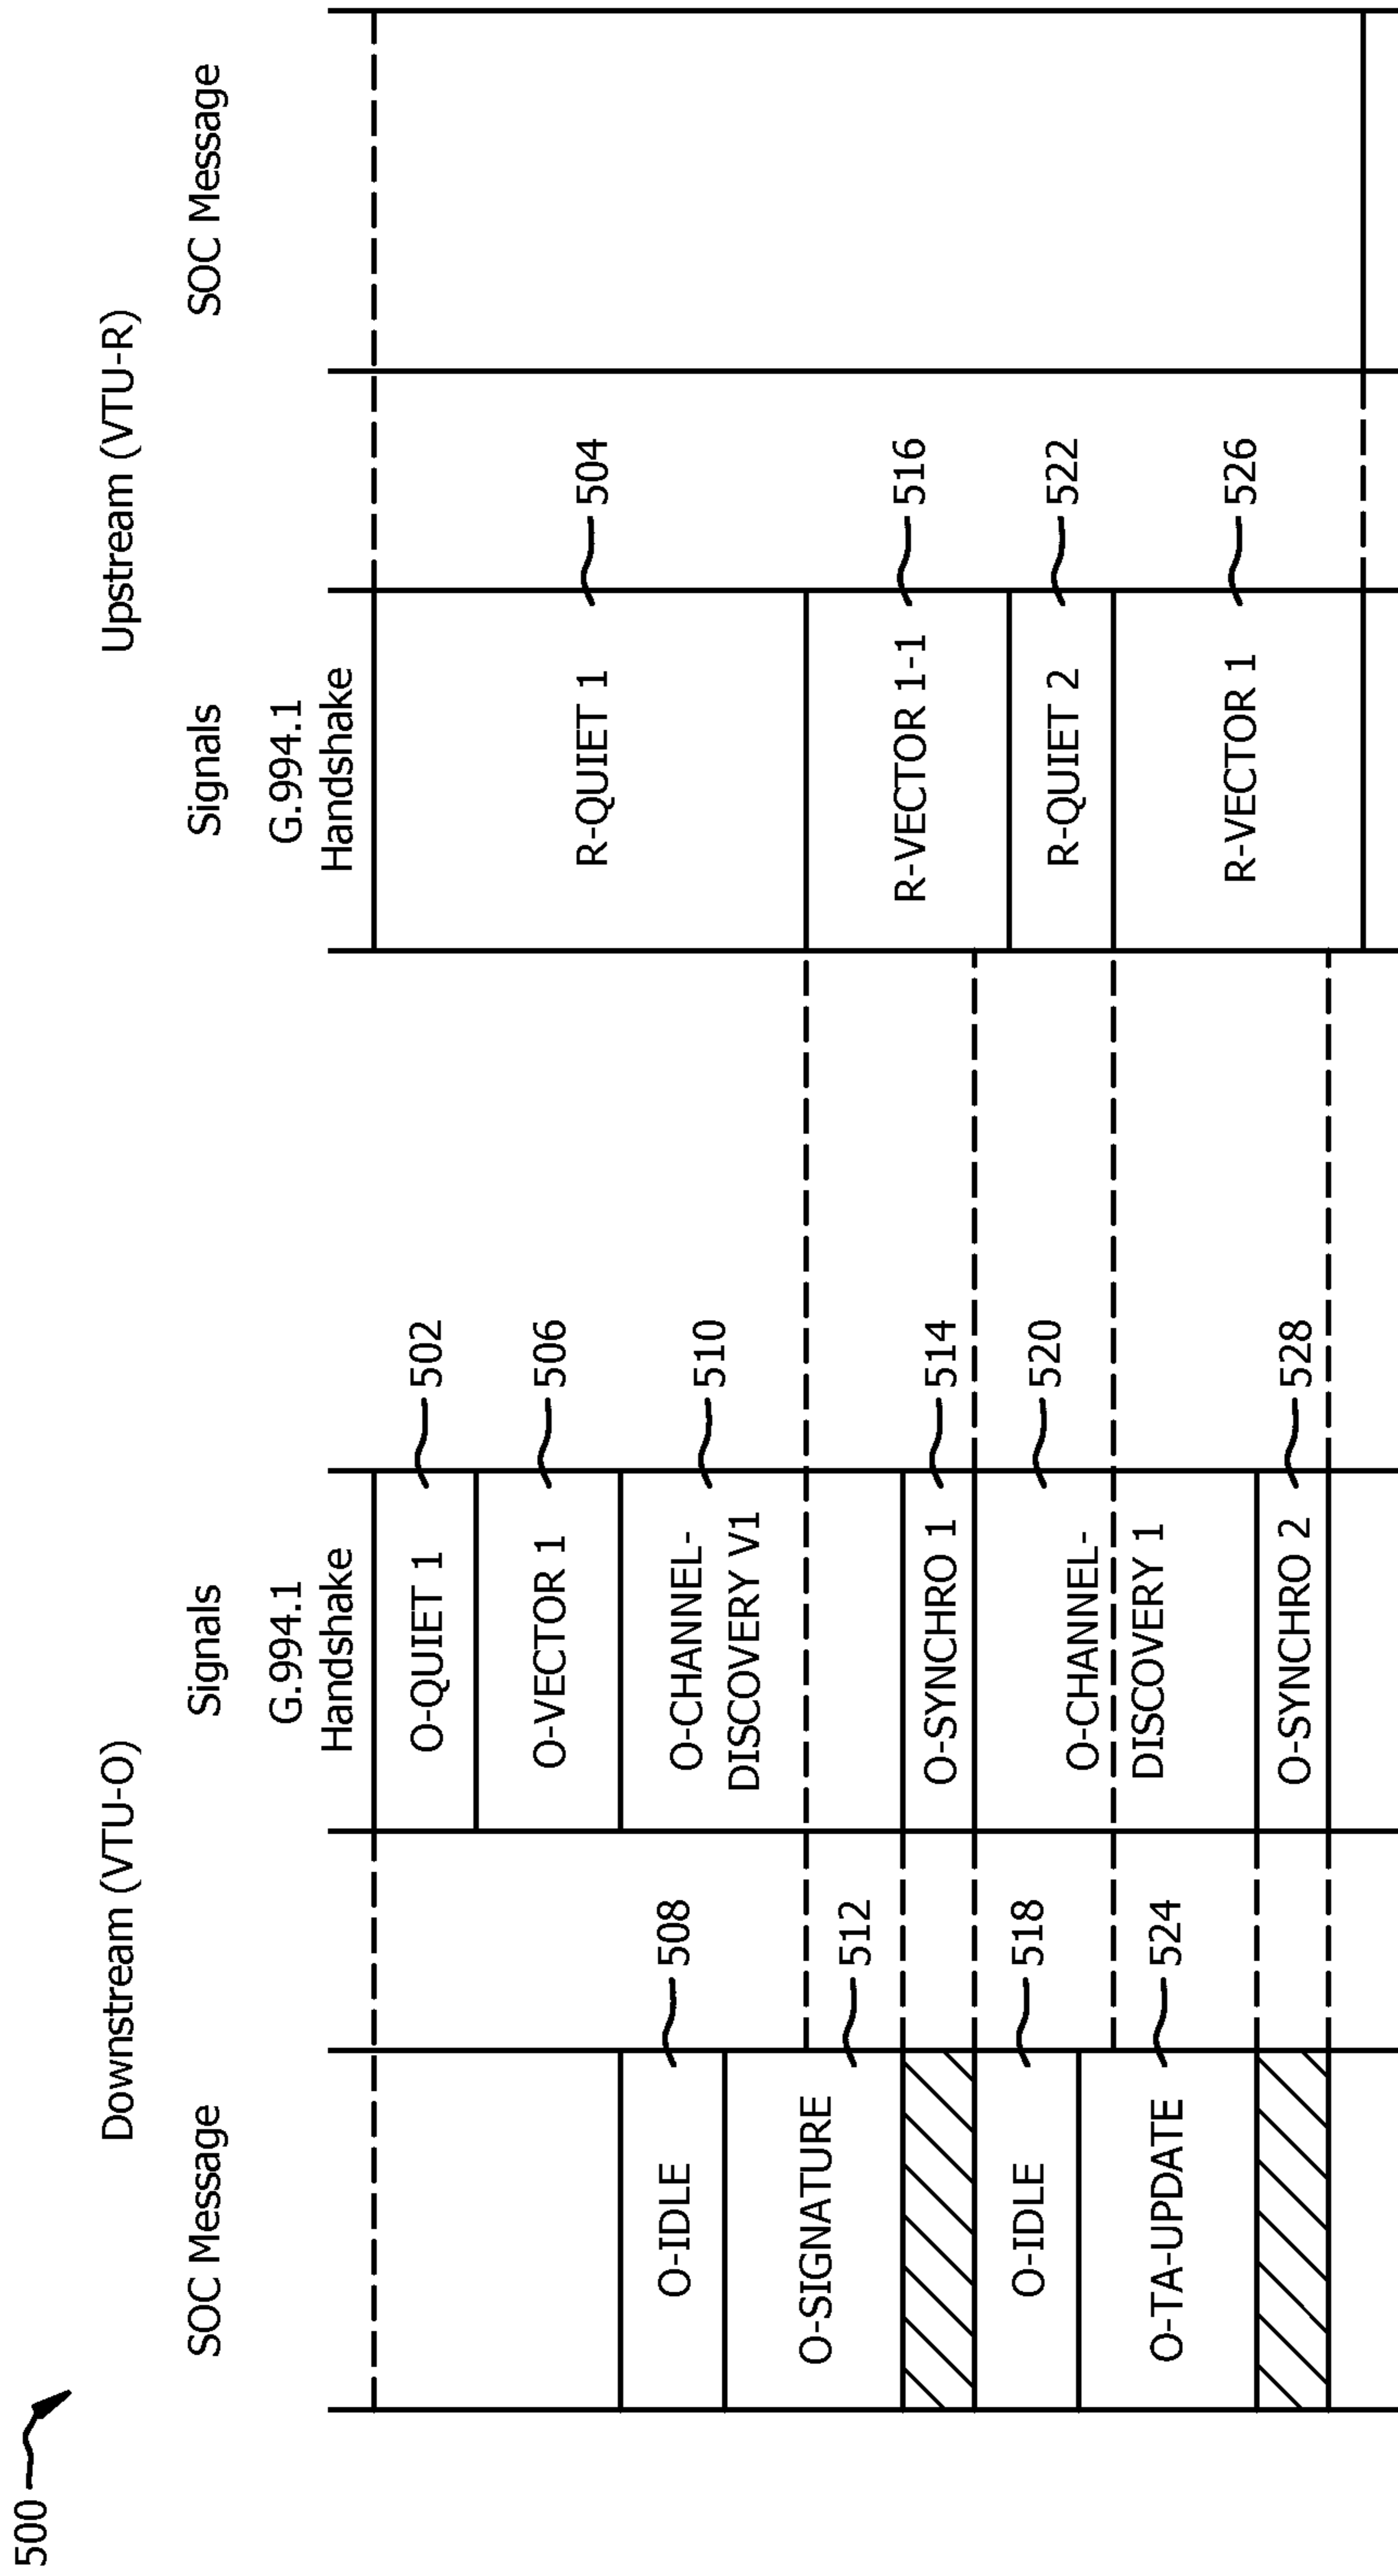 500
Downstream (VTU-O)
Upstream (VTU-R)
SOC Message
Signals
Signals
SOC Message
G.994.1
Handshake
G.994.1
Handshake
O-QUIET 1
502
R-QUIET 1
504
O-VECTOR 1
506
O-IDLE
508
O-CHANNEL-
DISCOVERY V1
510
O-SIGNATURE
512
R-VECTOR 1-1
516
O-SYNCHRO 1
514
O-IDLE
518
O-CHANNEL-
DISCOVERY 1
520
R-QUIET 2
522
O-TA-UPDATE
524
R-VECTOR 1
526
O-SYNCHRO 2
528